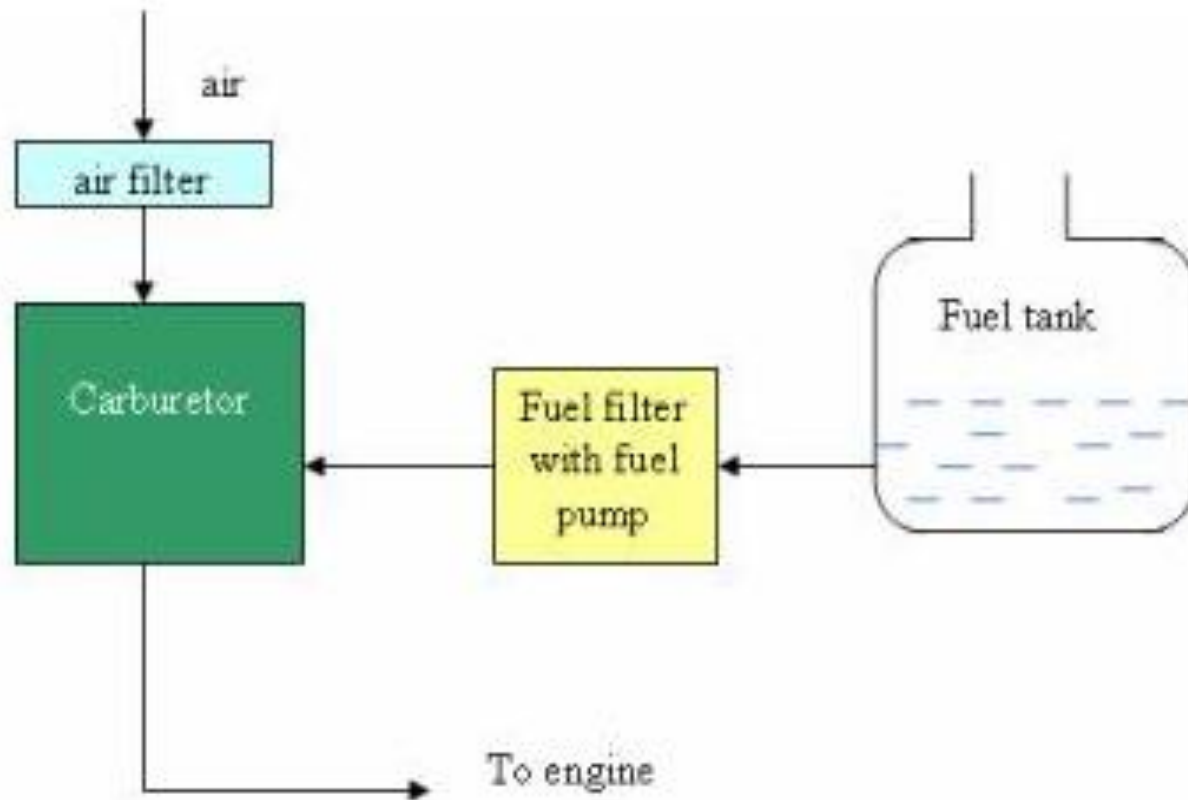 air
air filter
Fuel tank
Carburetor
Fuel filter
with fuel
pump
To engine